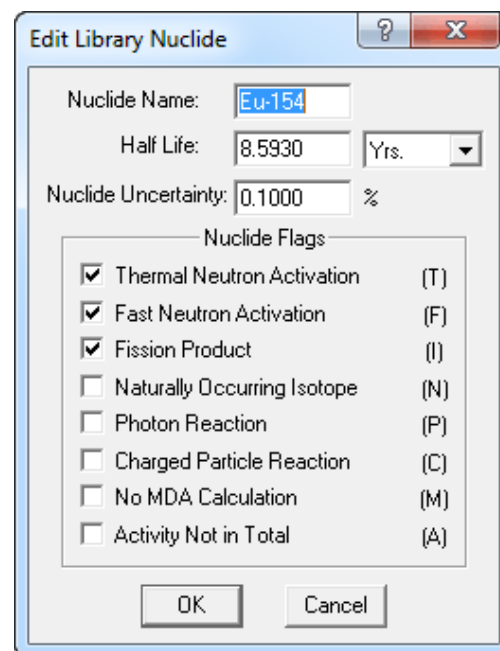 Edit Library Nuclide ? X
Nuclide Name: Eu-154
Half Life: 8.5930 Yrs.
Nuclide Uncertainty: 0.1000 %
Nuclide Flags
Thermal Neutron Activation (T)
Fast Neutron Activation (F)
Fission Product (I)
Naturally Occurring Isotope (N)
Photon Reaction (P)
Charged Particle Reaction (C)
No MDA Calculation (M)
Activity Not in Total (A)
OK Cancel